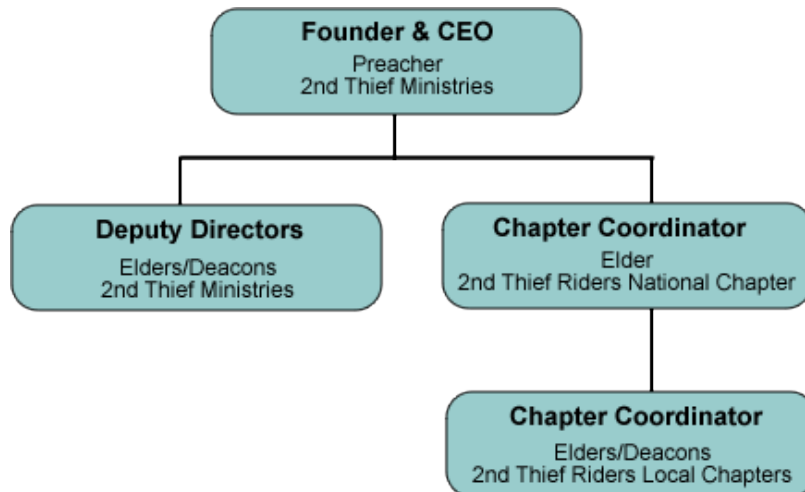 Founder & CEO
Preacher
2nd Thief Ministries
Deputy Directors
Elders/Deacons
2nd Thief Ministries
Chapter Coordinator
Elder
2nd Thief Riders National Chapter
Chapter Coordinator
Elders/Deacons
2nd Thief Riders Local Chapters